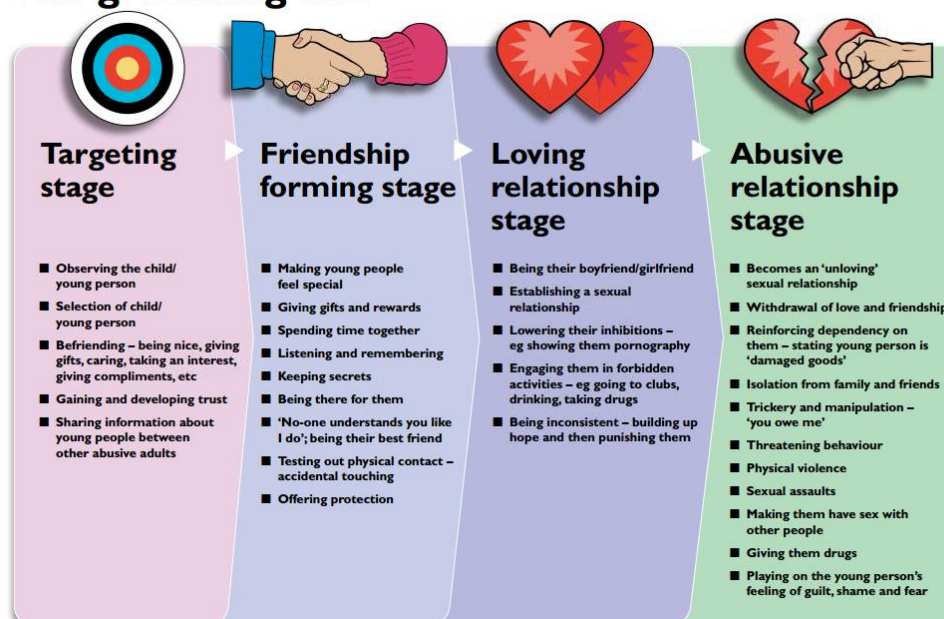 Targeting
stage
■ Observing the child/
young person
■ Selection of child/
young person
■ Befriending – being nice, giving
gifts, caring, taking an interest,
giving compliments, etc
■ Gaining and developing trust
■ Sharing information about
young people between
other abusive adults
Friendship
forming stage
■ Making young people
feel special
■ Giving gifts and rewards
■ Spending time together
■ Listening and remembering
■ Keeping secrets
■ Being there for them
■ ‘No-one understands you like
I do’; being their best friend
■ Testing out physical contact –
accidental touching
■ Offering protection
Loving
relationship
stage
■ Being their boyfriend/girlfriend
■ Establishing a sexual
relationship
■ Lowering their inhibitions –
eg showing them pornography
■ Engaging them in forbidden
activities – eg going to clubs,
drinking, taking drugs
■ Being inconsistent – building up
hope and then punishing them
Abusive
relationship
stage
■ Becomes an ‘unloving’
sexual relationship
■ Withdrawal of love and friendship
■ Reinforcing dependency on
them – stating young person is
‘damaged goods’
■ Isolation from family and friends
■ Trickery and manipulation –
‘you owe me’
■ Threatening behaviour
■ Physical violence
■ Sexual assaults
■ Making them have sex with
other people
■ Giving them drugs
■ Playing on the young person’s
feeling of guilt, shame and fear